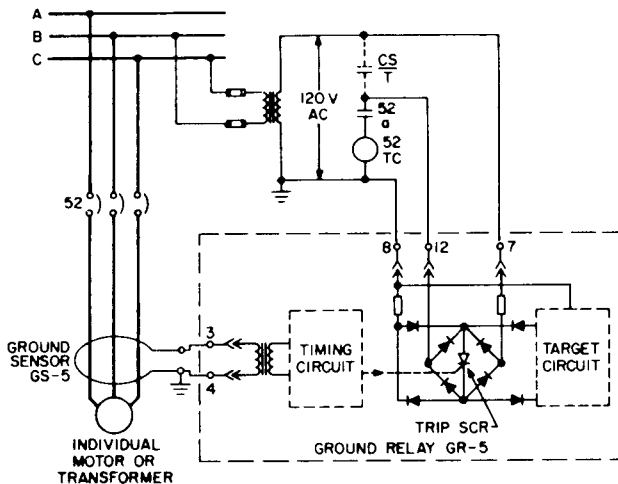 A
B
C
CS
T
120 V
AC
52
a
52
TC
52
8
12
7
GROUND
SENSOR
GS-5
3
4
TIMING
CIRCUIT
TARGET
CIRCUIT
TRIP SCR
GROUND RELAY GR-5
INDIVIDUAL
MOTOR OR
TRANSFORMER